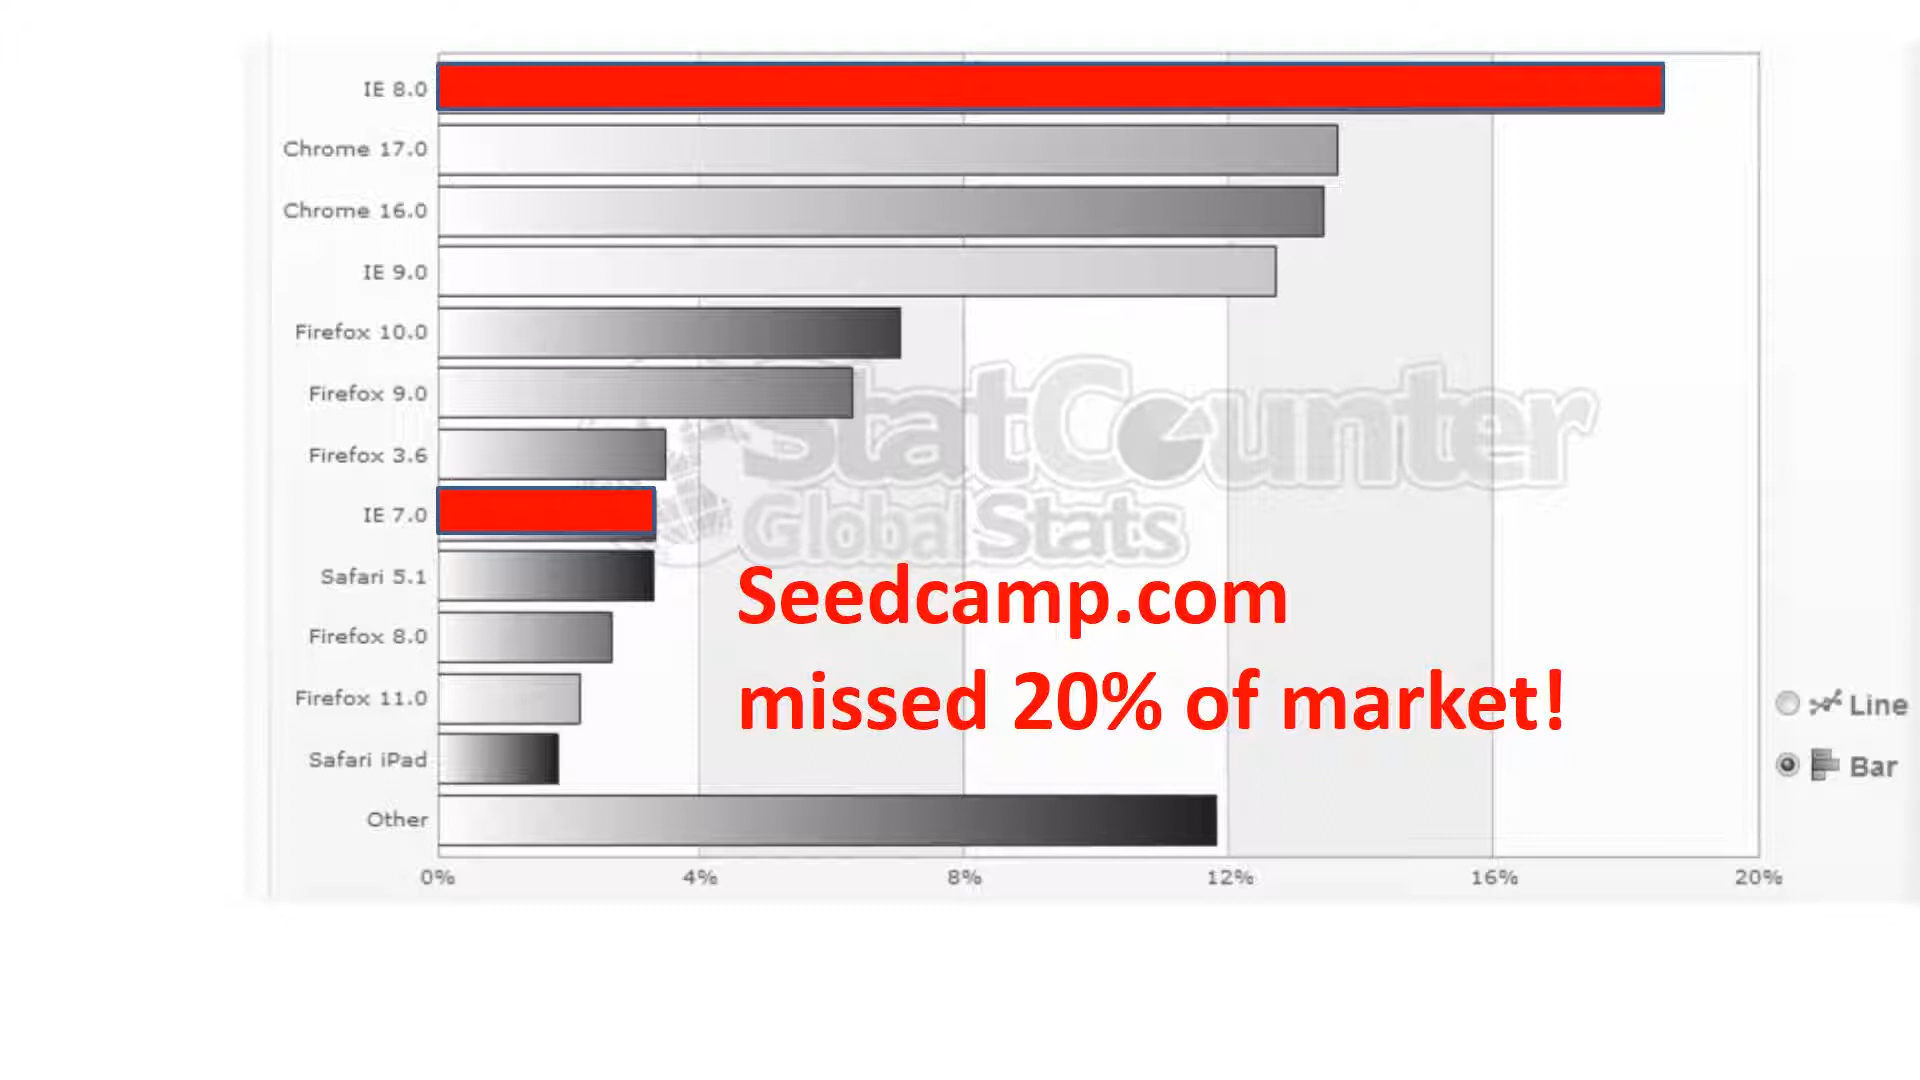 IE 8.0
Chrome 17.0
Chrome 16.0
IE 9.0
Firefox 10.0
Firefox 9.0
Firefox 3.6
IE 7.0
Safari 5.1
Firefox 8.0
Firefox 11.0
Safari iPad
Other
StatCounter
Global Stats
Seedcamp.com
missed 20% of market!
Line
Bar
0% 4% 8% 12% 16% 20%